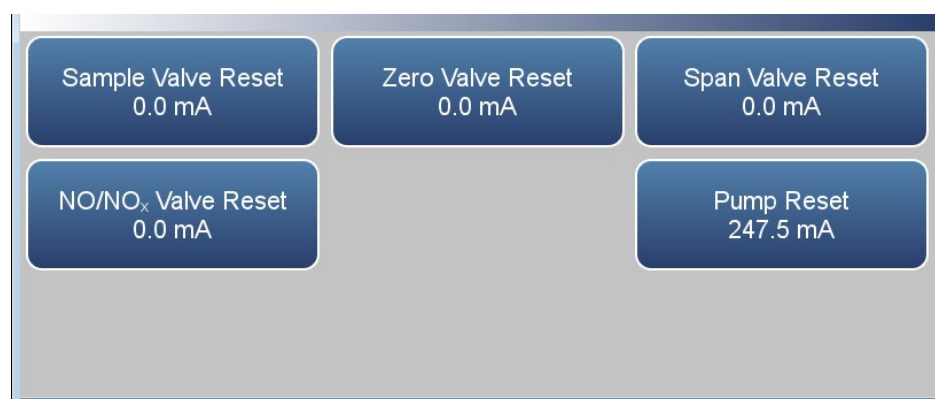 Sample Valve Reset
0.0 mA
Zero Valve Reset
0.0 mA
Span Valve Reset
0.0 mA
NO/NOₓ Valve Reset
0.0 mA
Pump Reset
247.5 mA